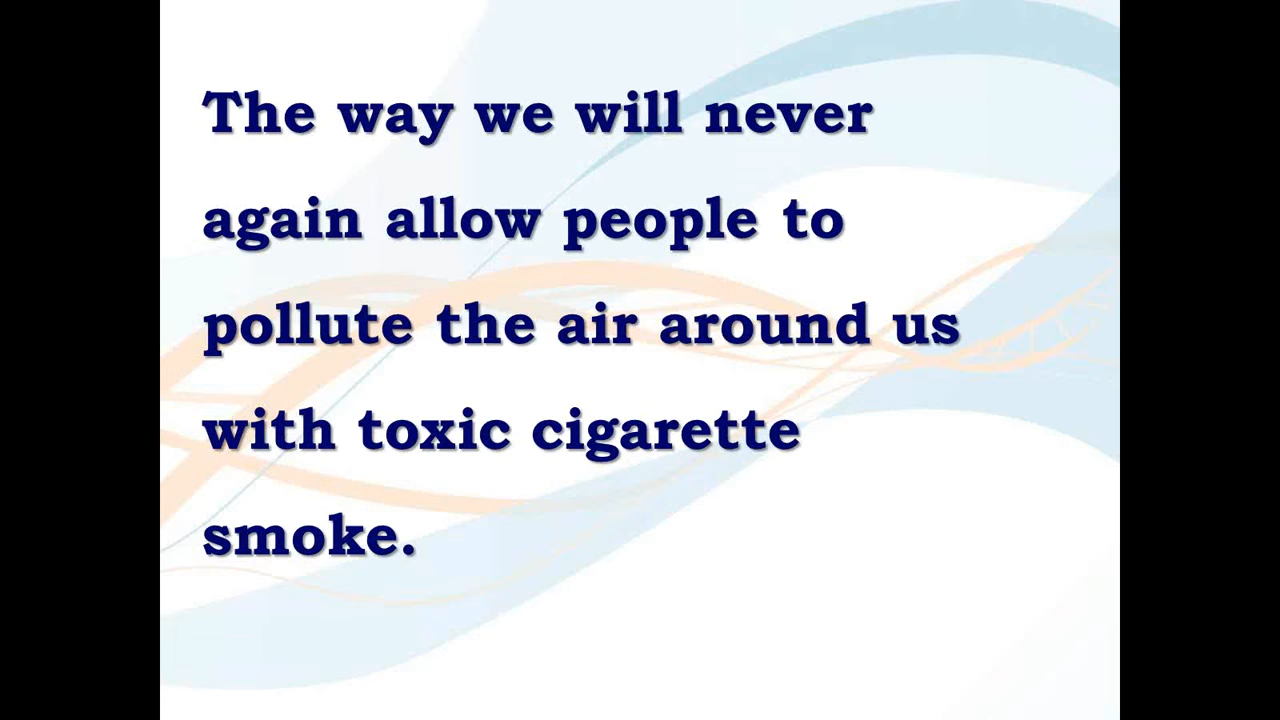 The way we will never
again allow people to
pollute the air around us
with toxic cigarette
smoke.